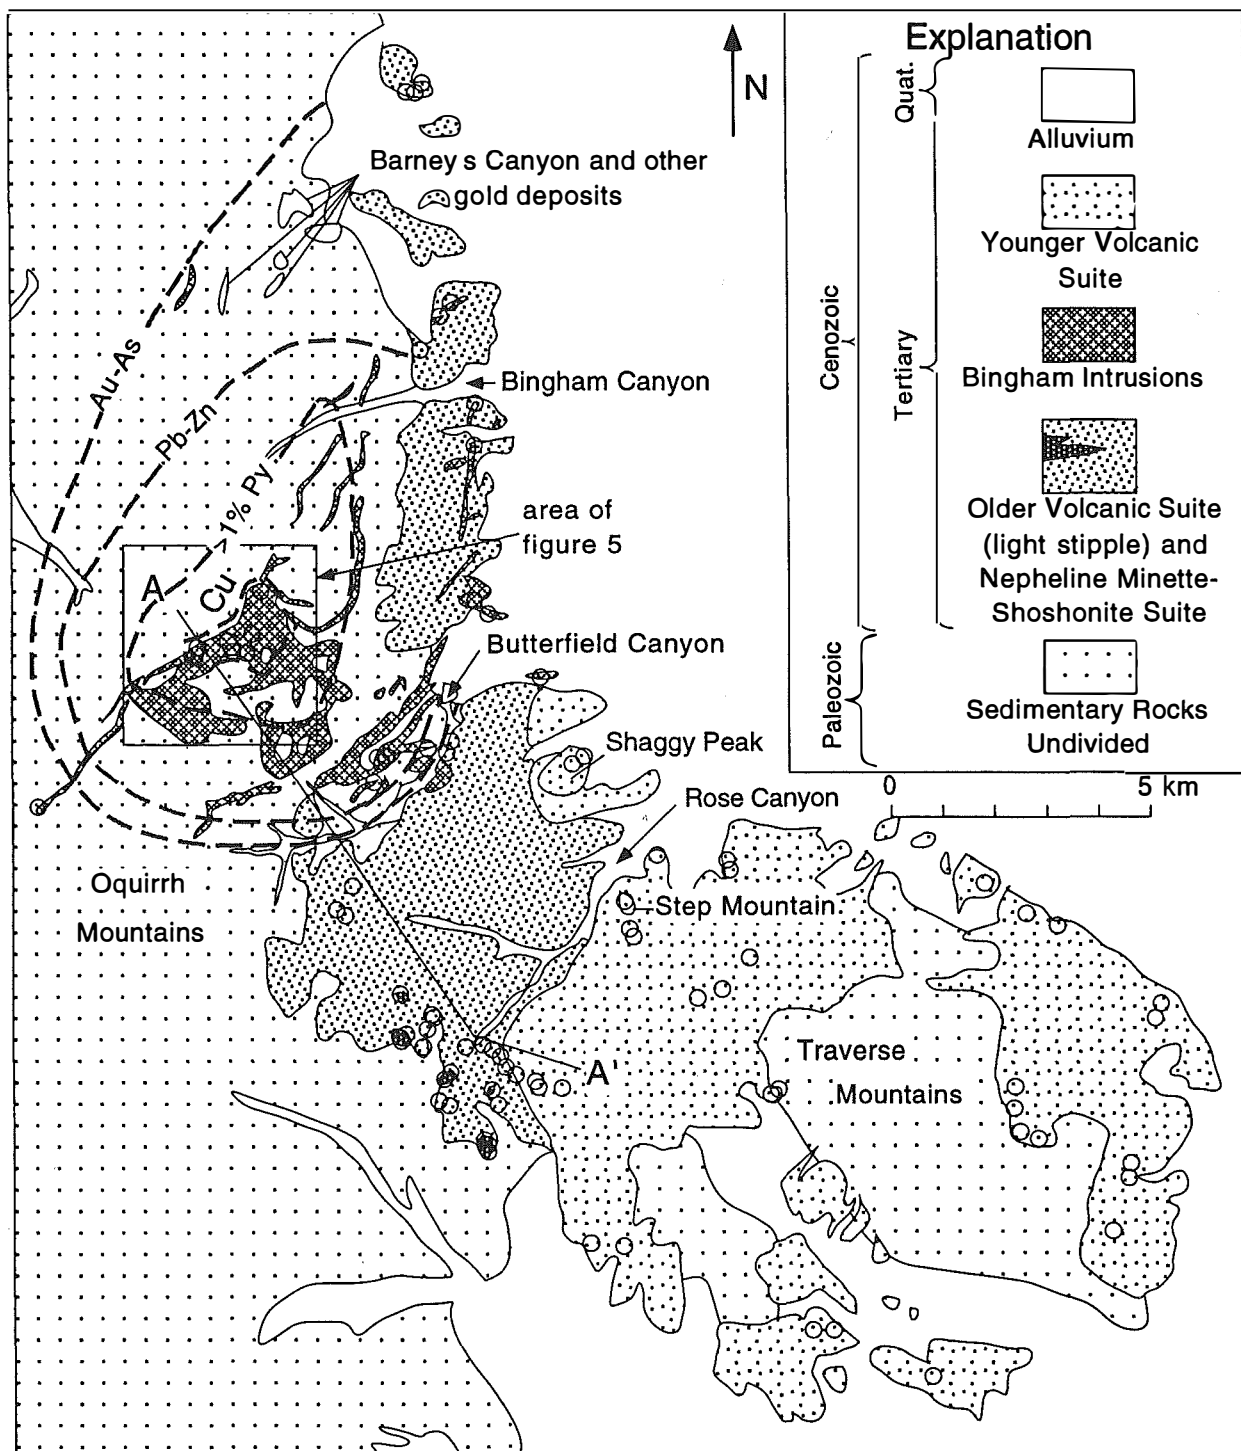 Explanation
Quat.
Alluvium
Younger Volcanic
Suite
Cenozoic
Tertiary
Bingham Intrusions
Older Volcanic Suite
(light stipple) and
Nepheline Minette-
Shoshonite Suite
Paleozoic
Sedimentary Rocks
Undivided
0 5 km
N
Barney s Canyon and other
gold deposits
Au-As
Pb-Zn
>1% Py
Cu
Bingham Canyon
area of
figure 5
A
Butterfield Canyon
Shaggy Peak
Rose Canyon
Step Mountain
Oquirrh
Mountains
A'
Traverse
Mountains